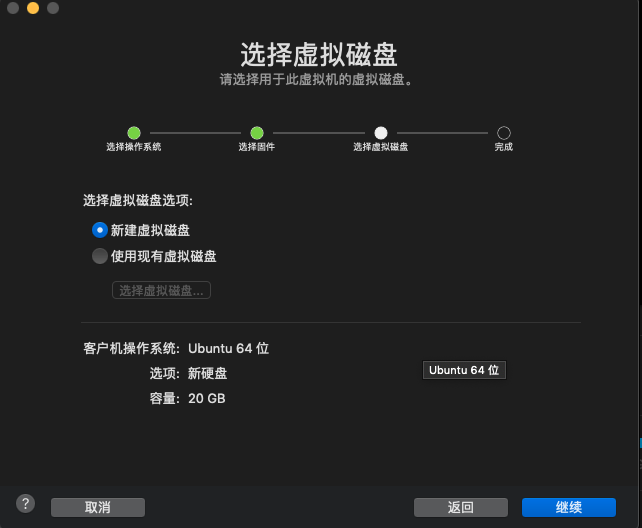 选择虚拟磁盘
请选择用于此虚拟机的虚拟磁盘。
选择操作系统 选择固件 选择虚拟磁盘 完成
选择虚拟磁盘选项:
新建虚拟磁盘
使用现有虚拟磁盘
选择虚拟磁盘...
客户机操作系统: Ubuntu 64 位
选项: 新硬盘
Ubuntu 64 位
容量: 20 GB
? 取消 返回 继续